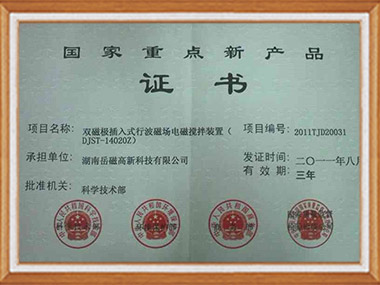 国家重点新产品
证书
项目名称: 双磁极插入式行波磁场电磁搅拌装置(
DJST-14020Z)
项目编号: 2011TJD20031
承担单位: 湖南岳磁高新科技有限公司
发证时间: 二〇一一年八月
有效期: 三年
批准机关: 科学技术部